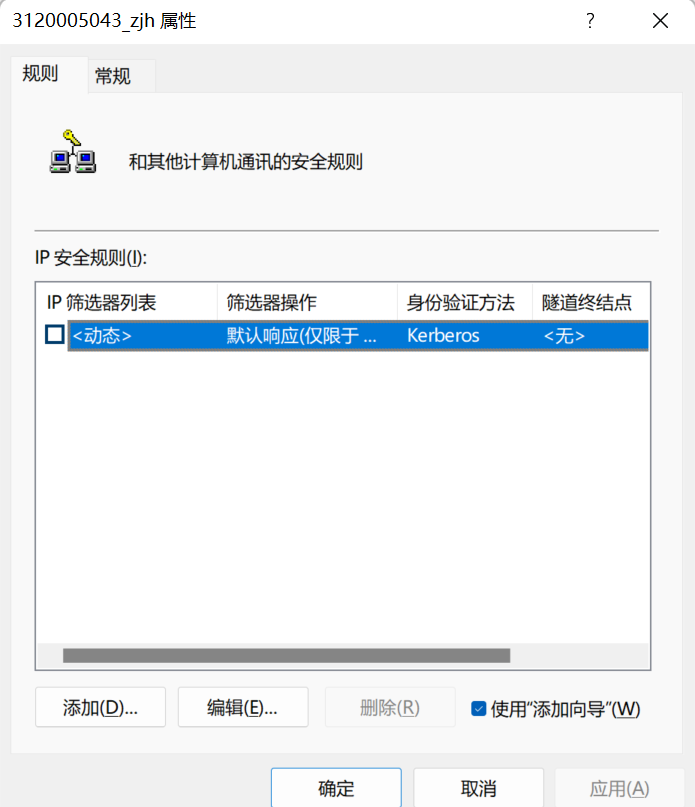 3120005043_zjh 属性
规则 常规
和其他计算机通讯的安全规则
IP 安全规则(I):
IP 筛选器列表 筛选器操作 身份验证方法 隧道终结点
<动态> 默认响应(仅限于 ... Kerberos <无>
添加(D)... 编辑(E)... 删除(R) 使用“添加向导”(W)
确定 取消 应用(A)